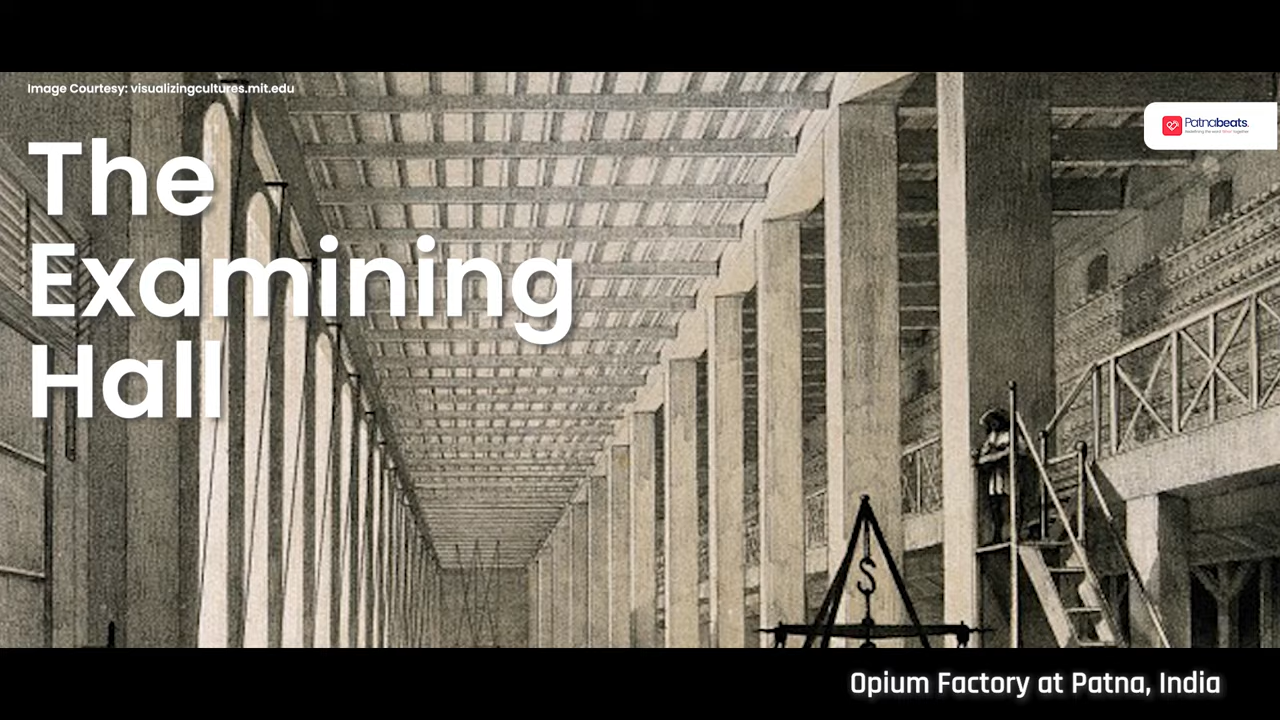 Image Courtesy: visualizingcultures.mit.edu
Patnabeats.
The
Examining
Hall
Opium Factory at Patna, India